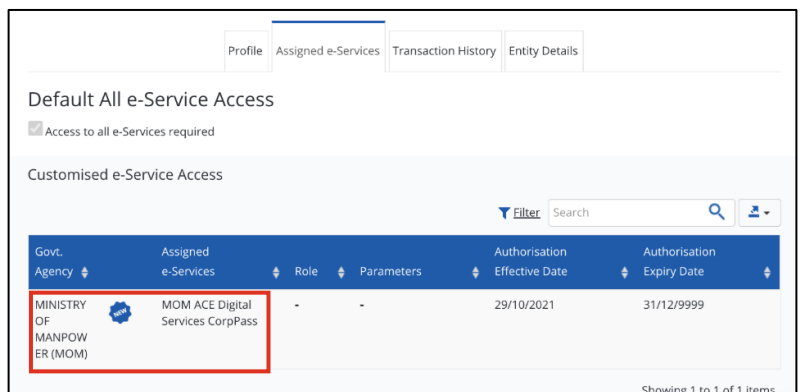 Profile Assigned e-Services Transaction History Entity Details
Default All e-Service Access
Access to all e-Services required
Customised e-Service Access
Filter Search
Govt. Agency Assigned e-Services Role Parameters Authorisation Effective Date Authorisation Expiry Date
MINISTRY OF MANPOWER (MOM) NEW MOM ACE Digital Services CorpPass - - 29/10/2021 31/12/9999
Showing 1 to 1 of 1 items